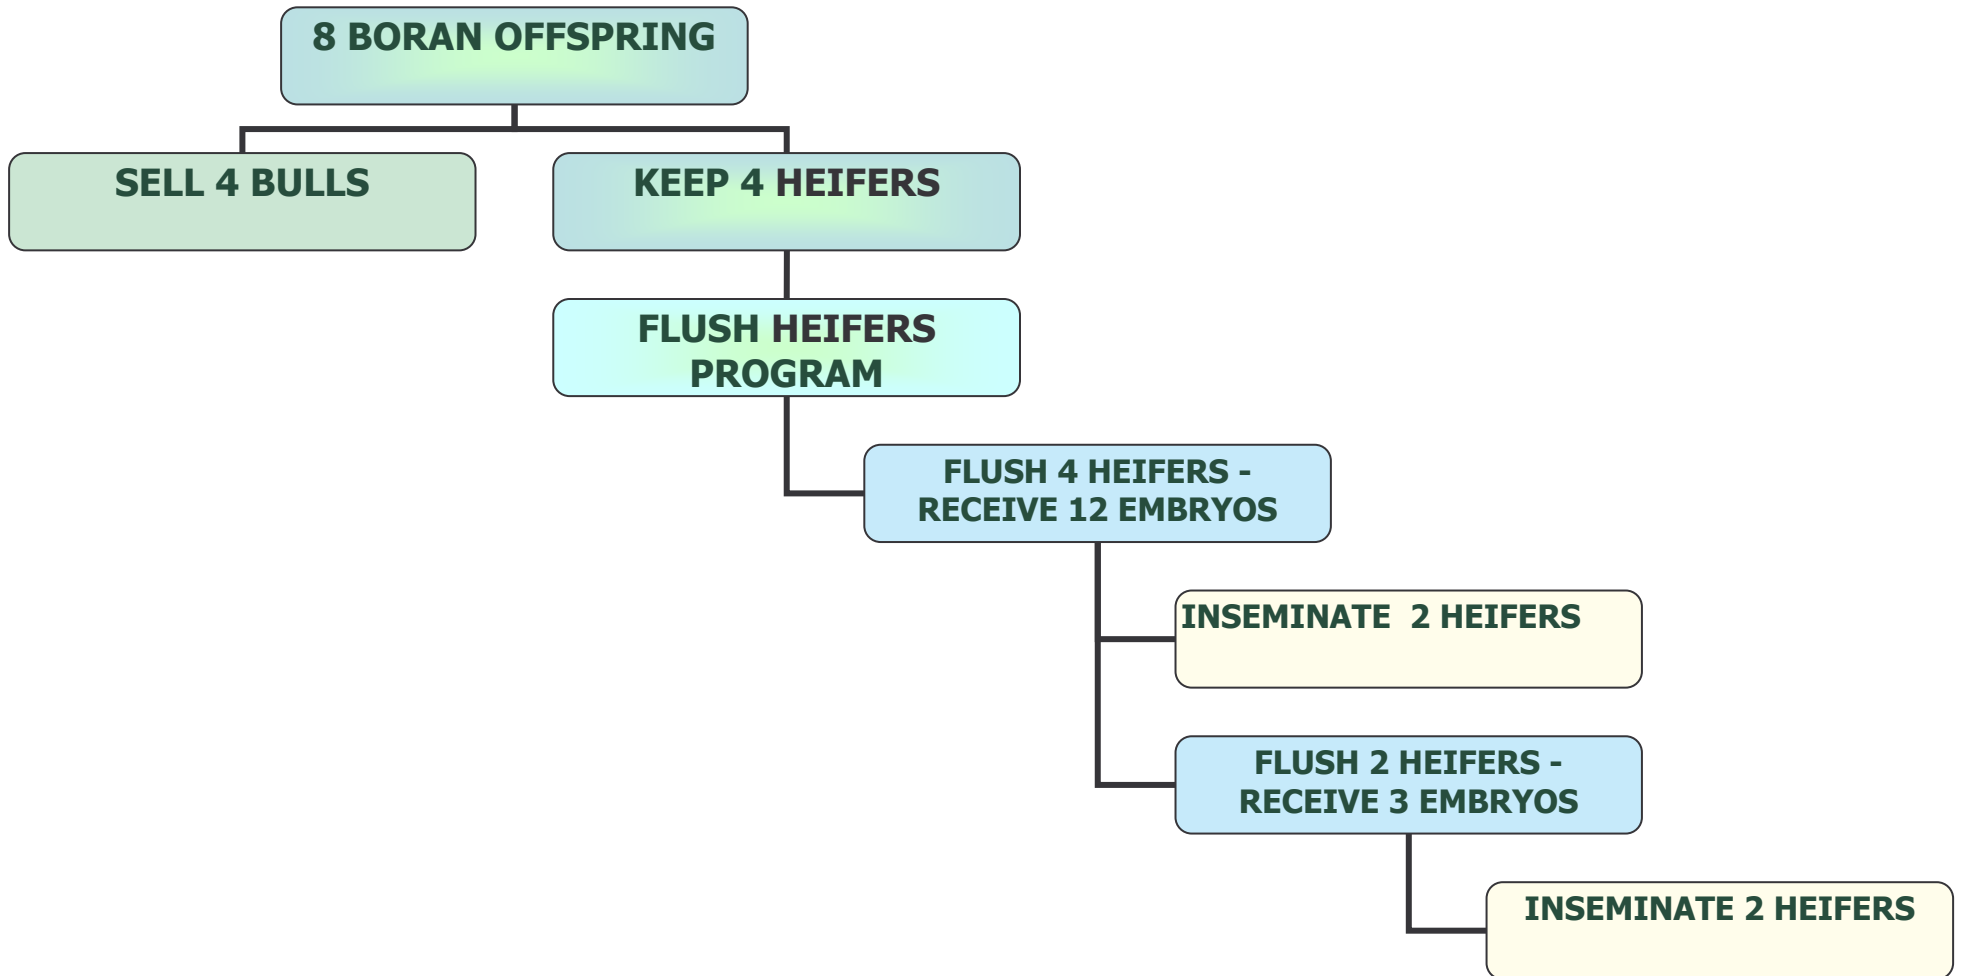 8 BORAN OFFSPRING
SELL 4 BULLS
KEEP 4 HEIFERS
FLUSH HEIFERS
PROGRAM
FLUSH 4 HEIFERS -
RECEIVE 12 EMBRYOS
INSEMINATE  2 HEIFERS
FLUSH 2 HEIFERS -
RECEIVE 3 EMBRYOS
INSEMINATE 2 HEIFERS